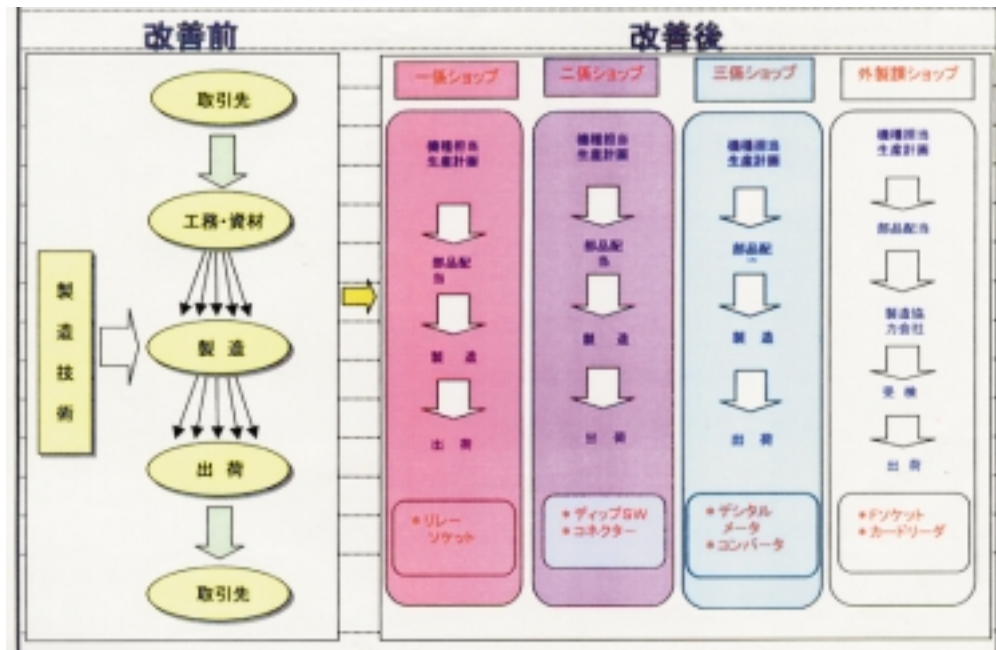 改善前
取引先
工務・資材
製造技術
製 造
出 荷
取引先
改善後
一係ショップ
機種担当
生産計画
部品配
当
製 造
出 荷
*リレー
ソケット
二係ショップ
機種担当
生産計画
部品配
当
製 造
出 荷
*ディップSW
*コネクター
三係ショップ
機種担当
生産計画
部品配
製 造
出 荷
*デジタル
メータ
*コンバータ
外製課ショップ
機種担当
生産計画
部品配当
製造協
力会社
受 検
出 荷
*Fソケット
*カードリーダ